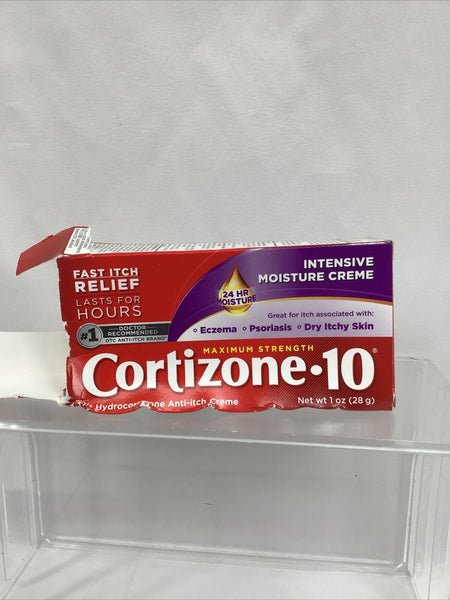 FAST ITCH
RELIEF
LASTS FOR
HOURS
#1 DOCTOR
RECOMMENDED
OTC ANTI-ITCH BRAND
24 HR
MOISTURE
INTENSIVE
MOISTURE CREME
Great for itch associated with:
• Eczema • Psoriasis • Dry Itchy Skin
MAXIMUM STRENGTH
Cortizone•10®
Anti-itch Creme
Net wt 1 oz (28 g)